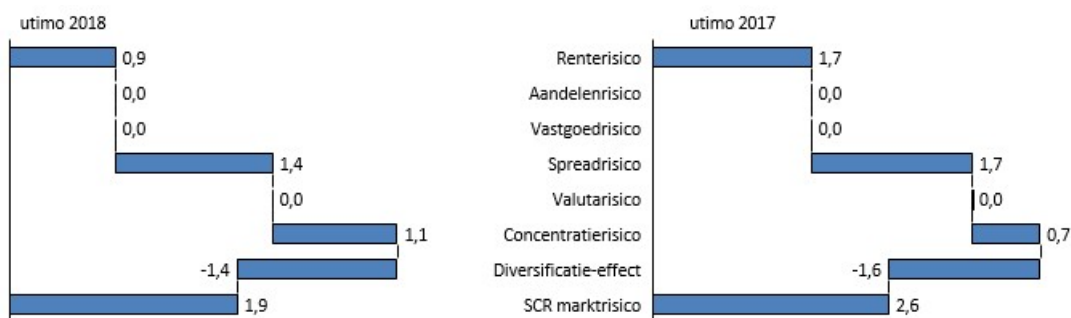 utimo 2018 utimo 2017
0,9 Renterisico 1,7
0,0 Aandelenrisico 0,0
0,0 Vastgoedrisico 0,0
1,4 Spreadrisico 1,7
0,0 Valutarisico 0,0
1,1 Concentratierisico 0,7
-1,4 Diversificatie-effect -1,6
1,9 SCR marktrisico 2,6